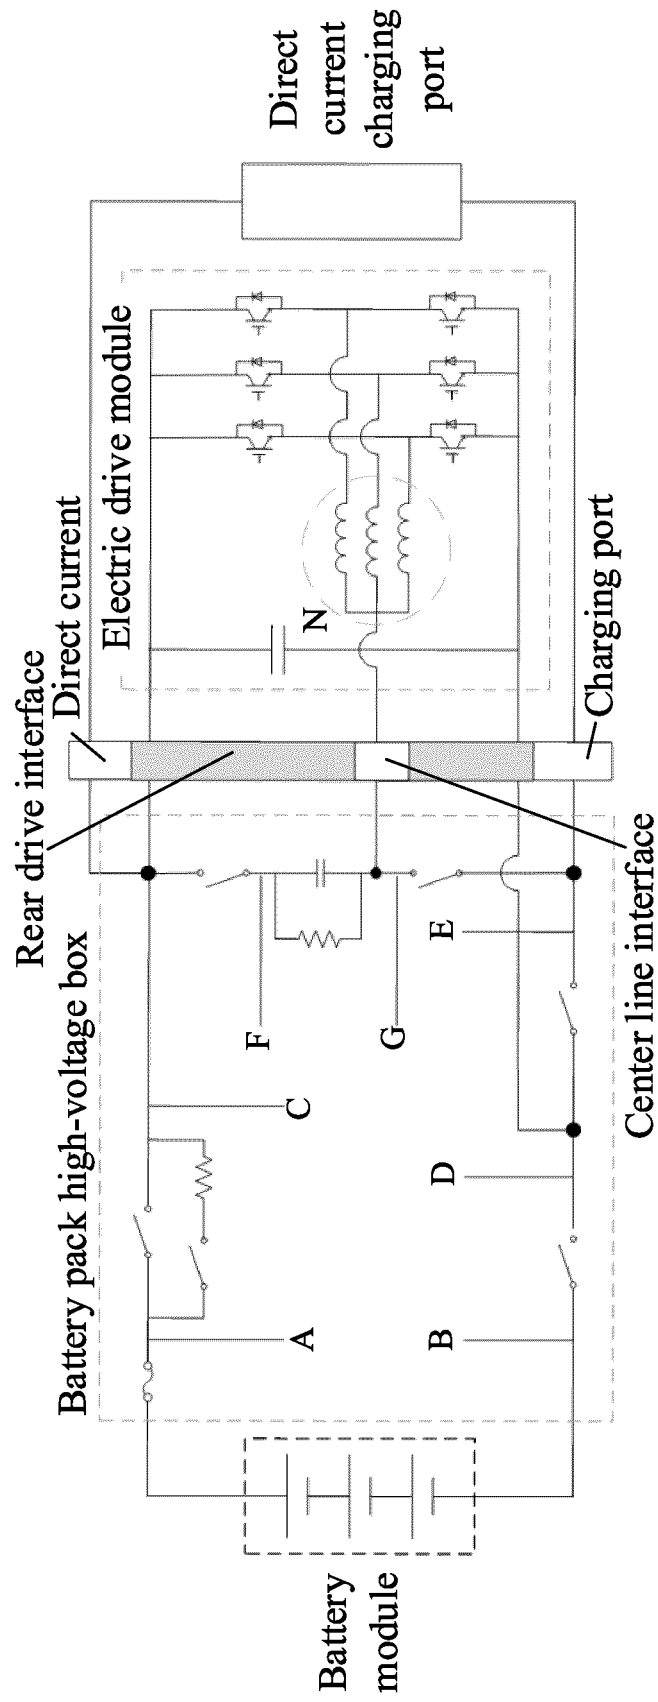 Battery pack high-voltage box
Rear drive interface
Direct current
Electric drive module
Direct
current
charging
port
Battery
module
A
B
C
D
E
F
G
N
Center line interface
Charging port